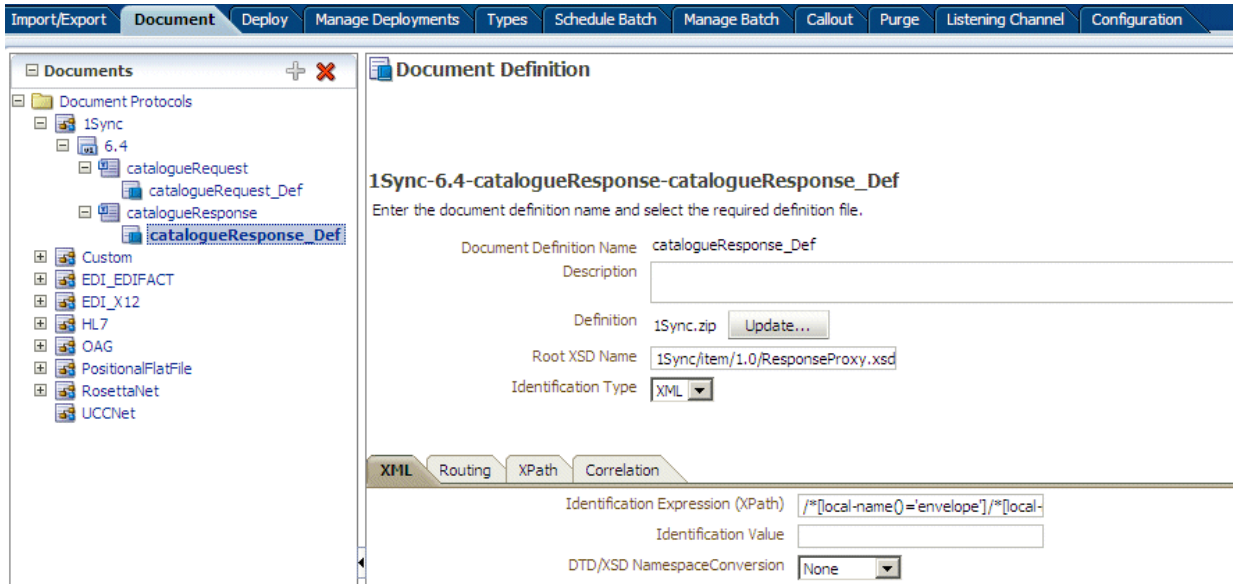 Import/Export Document Deploy Manage Deployments Types Schedule Batch Manage Batch Callout Purge Listening Channel Configuration
Documents
Document Protocols
1Sync
6.4
catalogueRequest
catalogueRequest_Def
catalogueResponse
catalogueResponse_Def
Custom
EDI_EDIFACT
EDI_X12
HL7
OAG
PositionalFlatFile
RosettaNet
UCCNet
Document Definition
1Sync-6.4-catalogueResponse-catalogueResponse_Def
Enter the document definition name and select the required definition file.
Document Definition Name catalogueResponse_Def
Description
Definition 1Sync.zip Update...
Root XSD Name 1Sync/item/1.0/ResponseProxy.xsd
Identification Type XML
XML Routing XPath Correlation
Identification Expression (XPath) /*[local-name()='envelope']/*[local-
Identification Value
DTD/XSD NamespaceConversion None